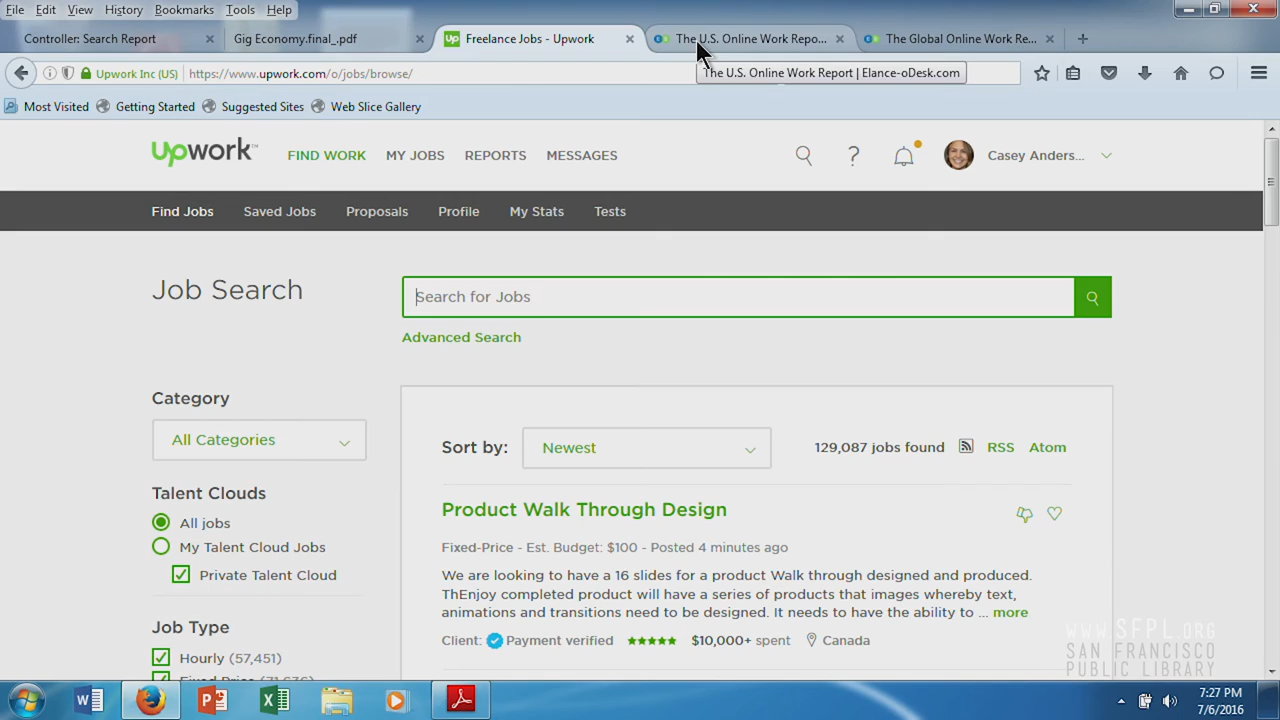 File Edit View History Bookmarks Tools Help
Controller: Search Report
Gig Economy.final_.pdf
Freelance Jobs - Upwork
The U.S. Online Work Repo...
The Global Online Work Re...
Upwork Inc (US)
https://www.upwork.com/o/jobs/browse/
The U.S. Online Work Report | Elance-oDesk.com
Most Visited Getting Started Suggested Sites Web Slice Gallery
upwork™ FIND WORK MY JOBS REPORTS MESSAGES
Casey Anders...
Find Jobs Saved Jobs Proposals Profile My Stats Tests
Job Search
Search for Jobs
Advanced Search
Category
All Categories
Sort by: Newest
129,087 jobs found RSS Atom
Talent Clouds
All jobs
My Talent Cloud Jobs
Private Talent Cloud
Job Type
Hourly (57,451)
Fixed Price (71,636)
Product Walk Through Design
Fixed-Price - Est. Budget: $100 - Posted 4 minutes ago
We are looking to have a 16 slides for a product Walk through designed and produced.
ThEnjoy completed product will have a series of products that images whereby text,
animations and transitions need to be designed. It needs to have the ability to ... more
Client: Payment verified $10,000+ spent Canada
WWW.SFPL.ORG
SAN FRANCISCO
PUBLIC LIBRARY
7:27 PM
7/6/2016